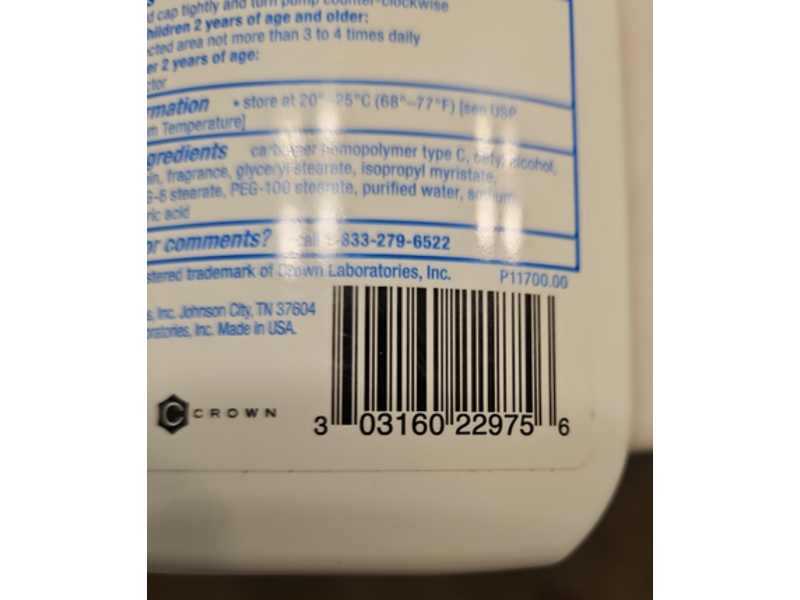 d cap tightly and turn pump counter-clockwise
hildren 2 years of age and older:
cted area not more than 3 to 4 times daily
er 2 years of age:
ctor
rmation • store at 20°–25°C (68°–77°F) [see USP
m Temperature]
gredients carbomer homopolymer type C, cetyl alcohol,
in, fragrance, glyceryl stearate, isopropyl myristate,
G-8 stearate, PEG-100 stearate, purified water, sodium
ric acid
or comments? call -833-279-6522
stered trademark of Crown Laboratories, Inc. P11700.00
s, Inc. Johnson City, TN 37604
oratories, Inc. Made in USA.
C CROWN
3 03160 22975 6